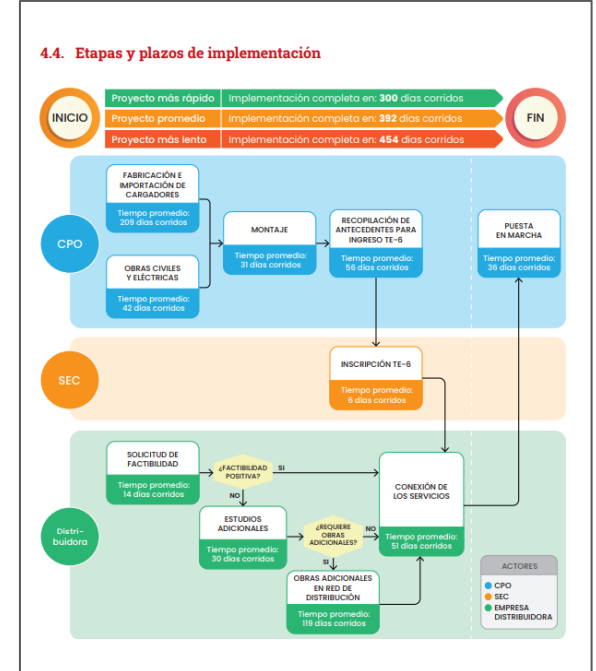 4.4. Etapas y plazos de implementación
INICIO
Proyecto más rápido
Implementación completa en: 300 días corridos
Proyecto promedio
Implementación completa en: 392 días corridos
Proyecto más lento
Implementación completa en: 454 días corridos
FIN
CPO
FABRICACIÓN E
IMPORTACIÓN DE
CARGADORES
Tiempo promedio:
209 días corridos
OBRAS CIVILES
Y ELÉCTRICAS
Tiempo promedio:
42 días corridos
MONTAJE
Tiempo promedio:
31 días corridos
RECOPILACIÓN DE
ANTECEDENTES PARA
INGRESO TE-6
Tiempo promedio:
56 días corridos
PUESTA
EN MARCHA
Tiempo promedio:
36 días corridos
SEC
INSCRIPCIÓN TE-6
Tiempo promedio:
6 días corridos
Distri-
buidora
SOLICITUD DE
FACTIBILIDAD
Tiempo promedio:
14 días corridos
¿FACTIBILIDAD
POSITIVA?
SI
NO
ESTUDIOS
ADICIONALES
Tiempo promedio:
30 días corridos
¿REQUIERE
OBRAS
ADICIONALES?
NO
SI
OBRAS ADICIONALES
EN RED DE
DISTRIBUCIÓN
Tiempo promedio:
119 días corridos
CONEXIÓN DE
LOS SERVICIOS
Tiempo promedio:
51 días corridos
ACTORES
CPO
SEC
EMPRESA
DISTRIBUIDORA